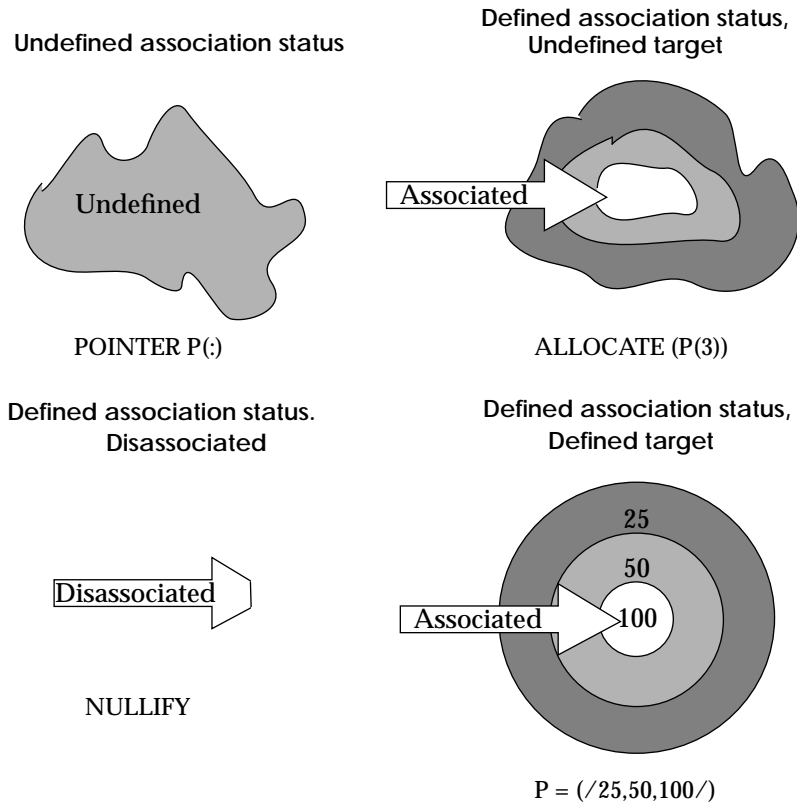 Undefined association status
Defined association status,
Undefined target
Undefined
Associated
POINTER P(:)
ALLOCATE (P(3))
Defined association status.
Disassociated
Defined association status,
Defined target
25
50
Disassociated
Associated
100
NULLIFY
P = (/25,50,100/)